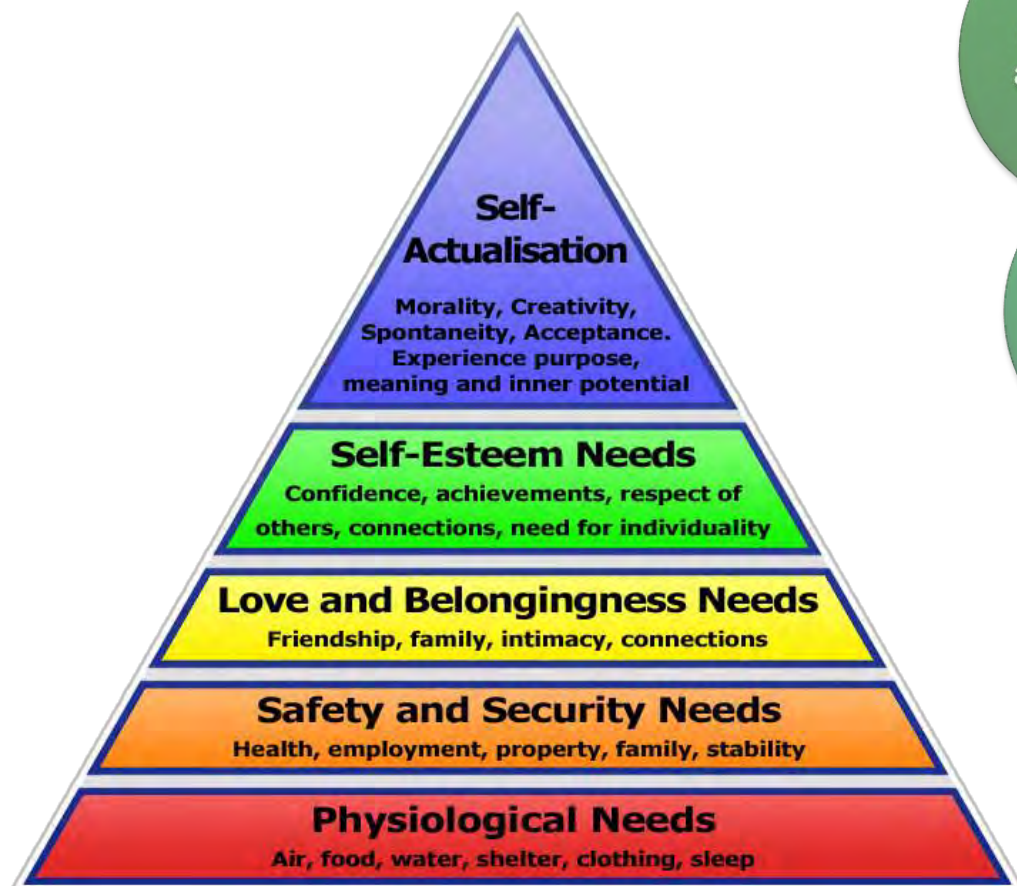 Self-
Actualisation
Morality, Creativity,
Spontaneity, Acceptance.
Experience purpose,
meaning and inner potential
Self-Esteem Needs
Confidence, achievements, respect of
others, connections, need for individuality
Love and Belongingness Needs
Friendship, family, intimacy, connections
Safety and Security Needs
Health, employment, property, family, stability
Physiological Needs
Air, food, water, shelter, clothing, sleep